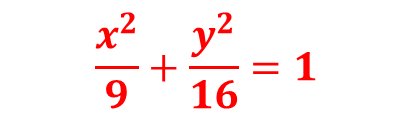 x²/9 + y²/16 = 1